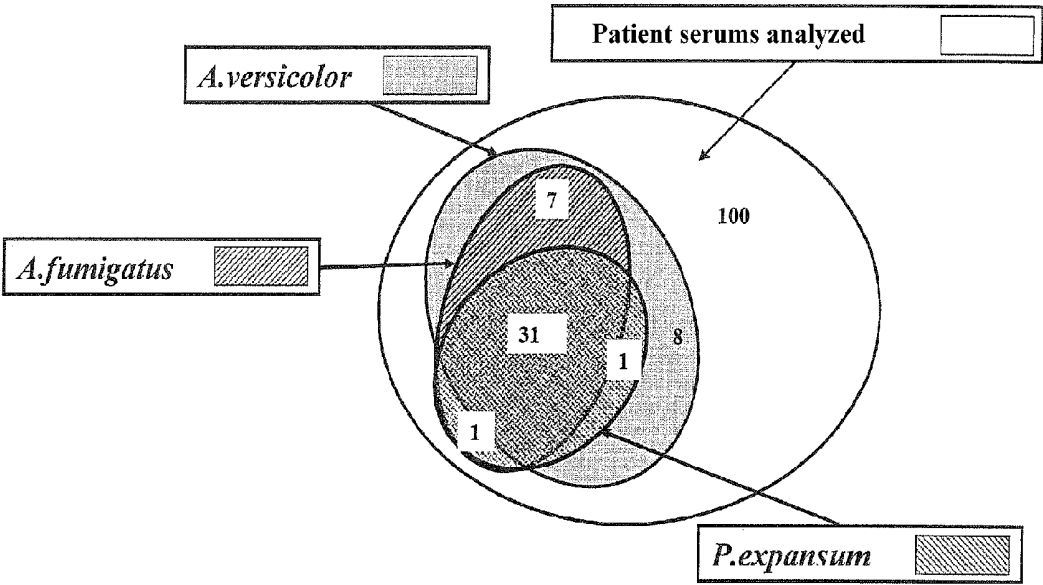 Patient serums analyzed
A.versicolor
7
100
A.fumigatus
31
8
1
1
P.expansum